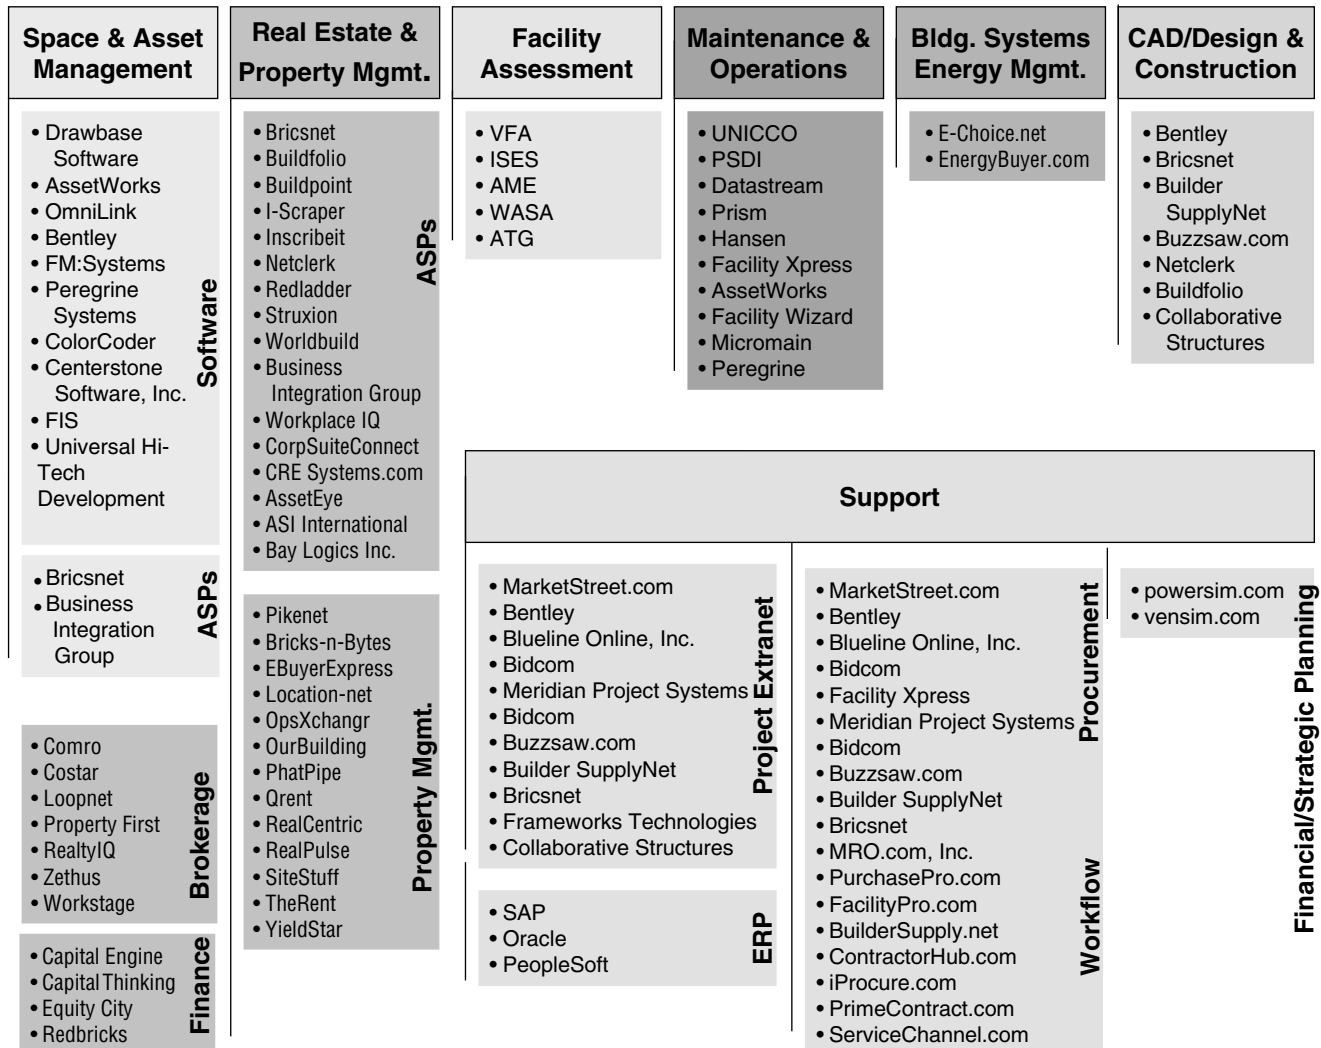 Space & Asset
Management
Real Estate &
Property Mgmt.
Facility
Assessment
Maintenance &
Operations
Bldg. Systems
Energy Mgmt.
CAD/Design &
Construction
• Drawbase
Software
• AssetWorks
• OmniLink
• Bentley
• FM:Systems
• Peregrine
Systems
• ColorCoder
• Centerstone
Software, Inc.
• FIS
• Universal Hi-
Tech
Development
Software
• Bricsnet
• Business
Integration
Group
ASPs
• Comro
• Costar
• Loopnet
• Property First
• RealtyIQ
• Zethus
• Workstage
Brokerage
• Capital Engine
• Capital Thinking
• Equity City
• Redbricks
Finance
• Bricsnet
• Buildfolio
• Buildpoint
• I-Scraper
• Inscribeit
• Netclerk
• Redladder
• Struxion
• Worldbuild
• Business
Integration Group
• Workplace IQ
• CorpSuiteConnect
• CRE Systems.com
• AssetEye
• ASI International
• Bay Logics Inc.
ASPs
• Pikenet
• Bricks-n-Bytes
• EBuyerExpress
• Location-net
• OpsXchangr
• OurBuilding
• PhatPipe
• Qrent
• RealCentric
• RealPulse
• SiteStuff
• TheRent
• YieldStar
Property Mgmt.
• VFA
• ISES
• AME
• WASA
• ATG
• UNICCO
• PSDI
• Datastream
• Prism
• Hansen
• Facility Xpress
• AssetWorks
• Facility Wizard
• Micromain
• Peregrine
• E-Choice.net
• EnergyBuyer.com
• Bentley
• Bricsnet
• Builder
SupplyNet
• Buzzsaw.com
• Netclerk
• Buildfolio
• Collaborative
Structures
Support
• MarketStreet.com
• Bentley
• Blueline Online, Inc.
• Bidcom
• Meridian Project Systems
• Bidcom
• Buzzsaw.com
• Builder SupplyNet
• Bricsnet
• Frameworks Technologies
• Collaborative Structures
Project Extranet
• SAP
• Oracle
• PeopleSoft
ERP
• MarketStreet.com
• Bentley
• Blueline Online, Inc.
• Bidcom
• Facility Xpress
• Meridian Project Systems
• Bidcom
• Buzzsaw.com
• Builder SupplyNet
• Bricsnet
• MRO.com, Inc.
• PurchasePro.com
• FacilityPro.com
• BuilderSupply.net
• ContractorHub.com
• iProcure.com
• PrimeContract.com
• ServiceChannel.com
Procurement
Workflow
• powersim.com
• vensim.com
Financial/Strategic Planning